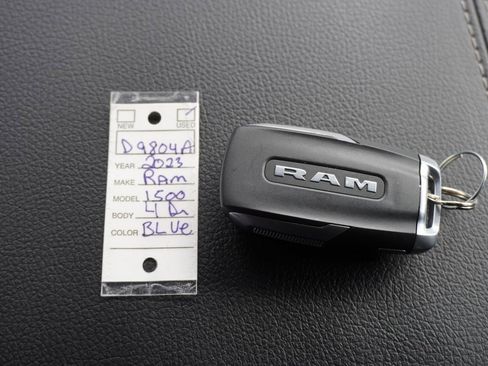 NEW USED
D9804A
YEAR 2023
MAKE RAM
MODEL 1500
BODY 4 Dr
COLOR BLUe
RAM